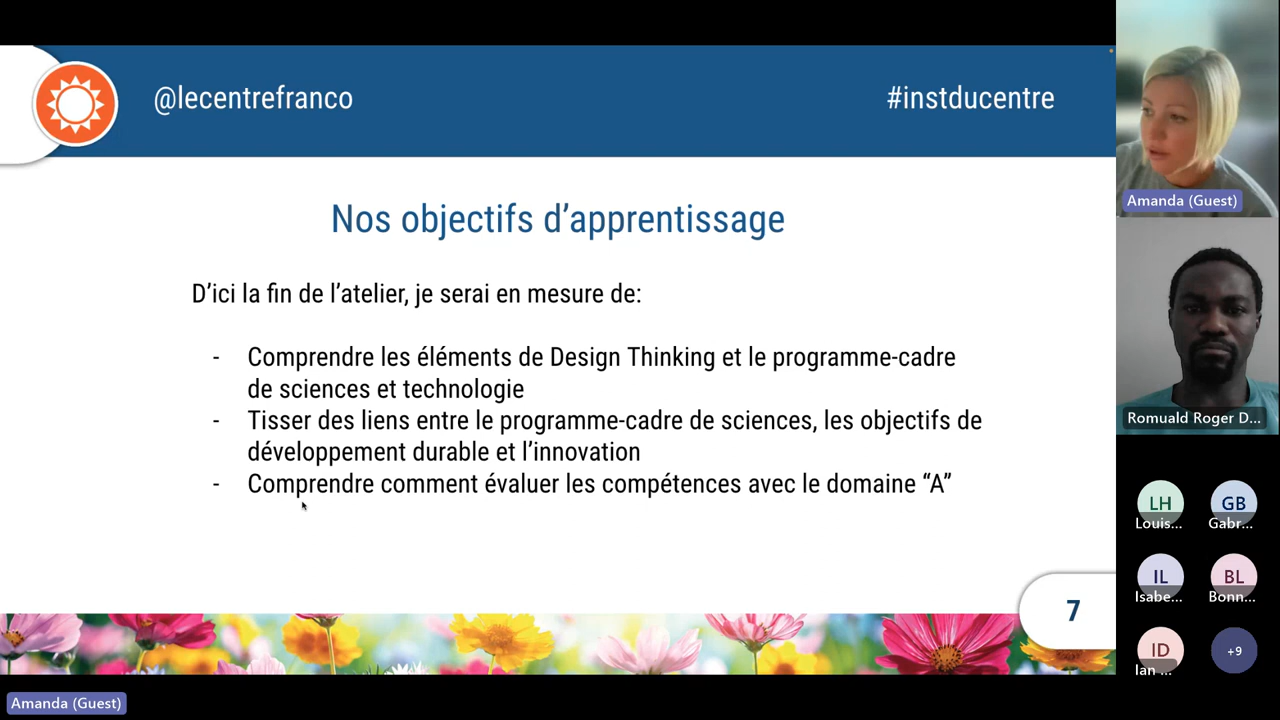 @lecentrefranco
#instducentre
Nos objectifs d’apprentissage
D’ici la fin de l’atelier, je serai en mesure de:
- Comprendre les éléments de Design Thinking et le programme-cadre
de sciences et technologie
- Tisser des liens entre le programme-cadre de sciences, les objectifs de
développement durable et l’innovation
- Comprendre comment évaluer les compétences avec le domaine “A”
7
Amanda (Guest)
Amanda (Guest)
Romuald Roger D...
LH
Louis...
GB
Gabr...
IL
Isabe...
BL
Bonn...
ID
Ian ...
+9